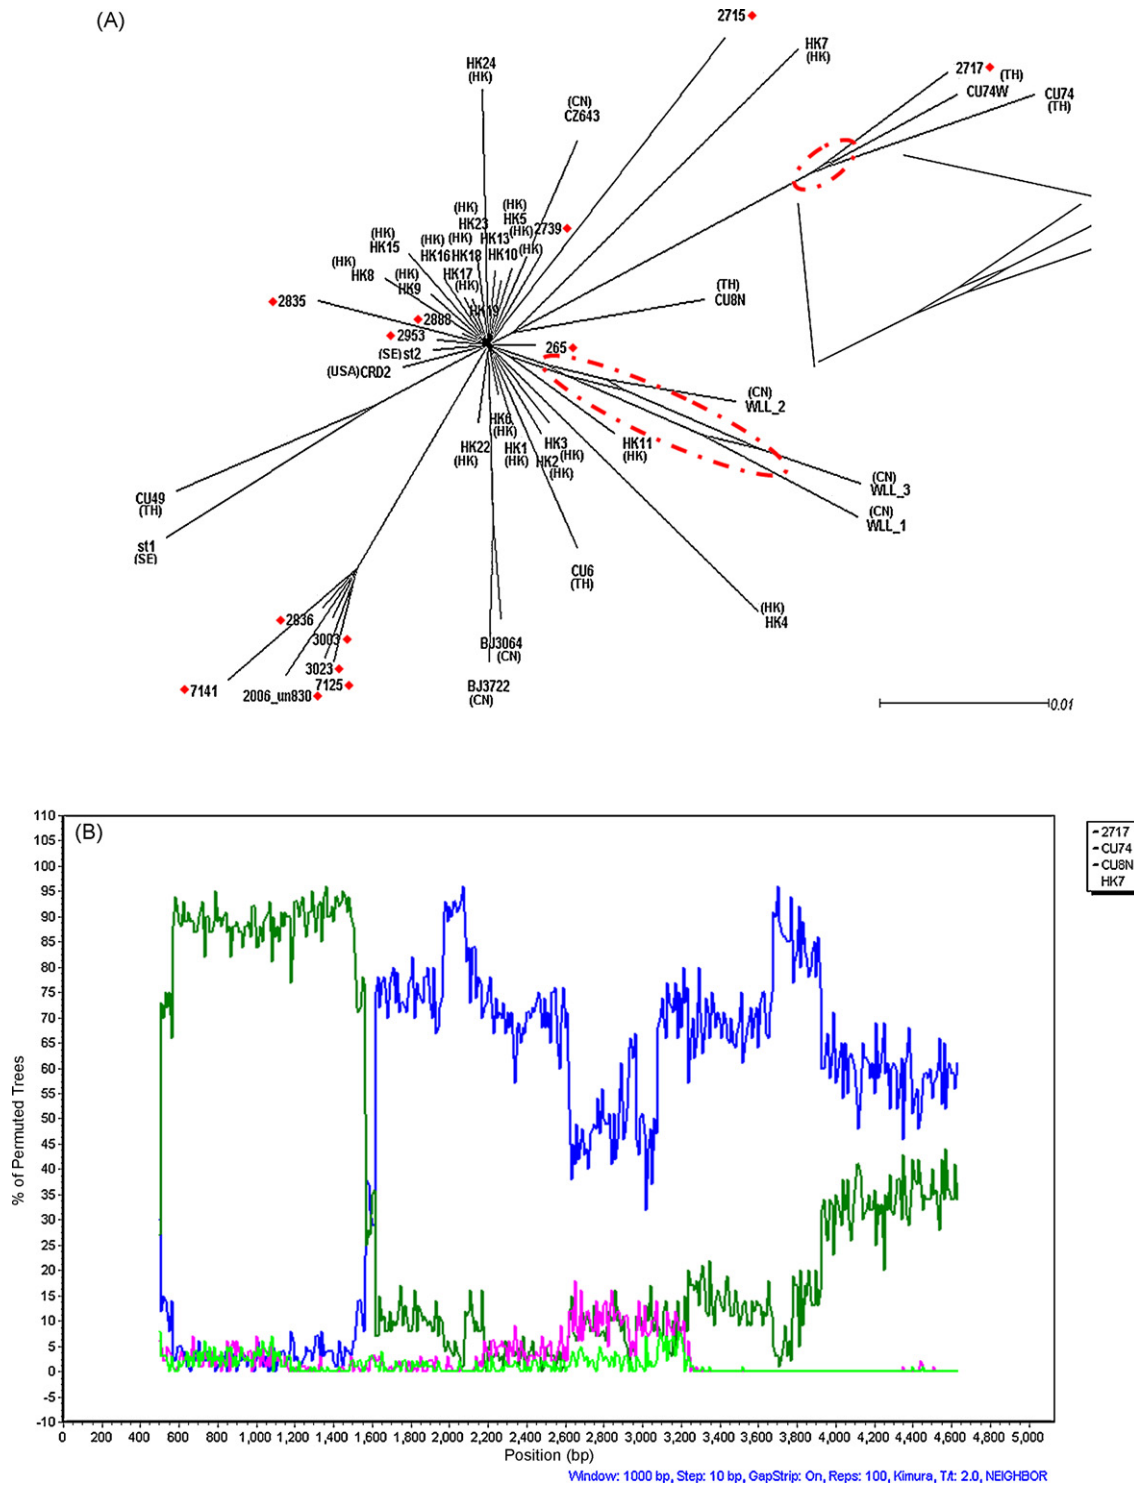 (A)
2715
HK7
(HK)
HK24
(HK)
2717
(TH)
CU74W
CU74
(TH)
(CN)
CZ643
(HK)
HK5
(HK)
HK23
(HK)
2739
(HK)
HK15
(HK)
(HK)
HK13
(HK)
HK16
HK18
HK10
(HK)
(HK)
HK8
(HK)
HK9
HK17
(HK)
HK19
2835
2888
2953
(SE)st2
(USA)CRD2
(TH)
CU8N
265
(CN)
WLL_2
HK6
(HK)
HK22
(HK)
HK1
(HK)
HK3
(HK)
HK2
(HK)
HK11
(HK)
(CN)
WLL_3
(CN)
WLL_1
CU49
(TH)
st1
(SE)
CU6
(TH)
(HK)
HK4
2836
3003
3023
7125
7141
2006_un830
BJ3064
(CN)
BJ3722
(CN)
0.01
(B)
110
105
100
95
90
85
80
75
70
65
60
55
50
45
40
35
30
25
20
15
10
5
0
-5
-10
% of Permuted Trees
0 200 400 600 800 1,000 1,200 1,400 1,600 1,800 2,000 2,200 2,400 2,600 2,800 3,000 3,200 3,400 3,600 3,800 4,000 4,200 4,400 4,600 4,800 5,000
Position (bp)
Window: 1000 bp, Step: 10 bp, GapStrip: On, Reps: 100, Kimura, T/t: 2.0, NEIGHBOR
2717
CU74
CU8N
HK7